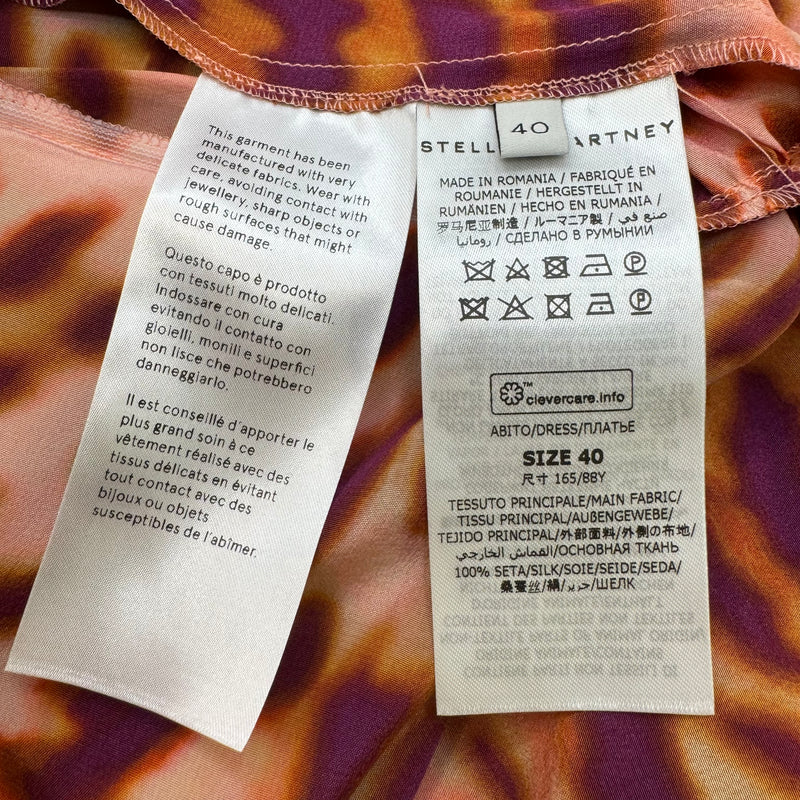 This garment has been
manufactured with very
delicate fabrics. Wear with
care, avoiding contact with
jewellery, sharp objects or
rough surfaces that might
cause damage.
Questo capo è prodotto
con tessuti molto delicati.
Indossare con cura
evitando il contatto con
gioielli, monili e superfici
non lisce che potrebbero
danneggiarlo.
Il est conseillé d'apporter le
plus grand soin à ce
vêtement réalisé avec des
tissus délicats en évitant
tout contact avec des
bijoux ou objets
susceptibles de l'abîmer.
40
STELL ARTNEY
MADE IN ROMANIA / FABRIQUÉ EN
ROUMANIE / HERGESTELLT IN
RUMÄNIEN / HECHO EN RUMANIA/
罗马尼亚制造 / ルーマニア製 / صنع في
رومانيا / СДЕЛАНО В РУМЫНИИ
P
P
™
clevercare.info
ABITO/DRESS/ПЛАТЬЕ
SIZE 40
尺寸 165/88Y
TESSUTO PRINCIPALE/MAIN FABRIC/
TISSU PRINCIPAL/AUßENGEWEBE/
TEJIDO PRINCIPAL/外部面料/外側の布地/
القماش الخارجي/ОСНОВНАЯ ТКАНЬ
100% SETA/SILK/SOIE/SEIDE/SEDA/
桑蚕丝/絹/حرير/ШЕЛК